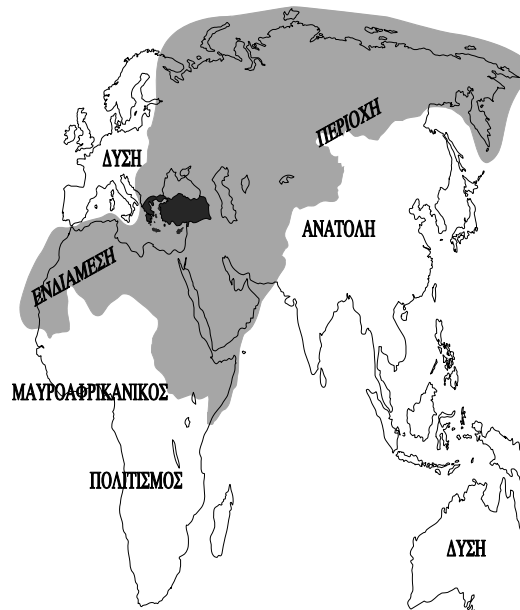 ΠΕΡΙΟΧΗ
ΔΥΣΗ
ΑΝΑΤΟΛΗ
ΕΝΔΙΑΜΕΣΗ
ΜΑΥΡΟΑΦΡΙΚΑΝΙΚΟΣ
ΠΟΛΙΤΙΣΜΟΣ
ΔΥΣΗ